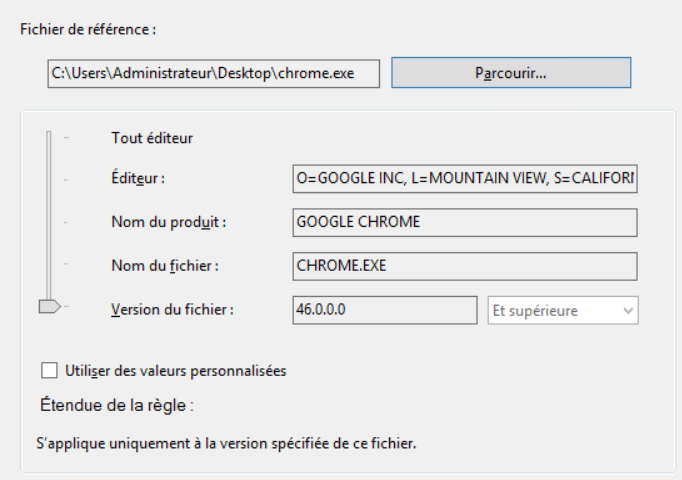 Fichier de référence :
C:\Users\Administrateur\Desktop\chrome.exe
Parcourir...
Tout éditeur
Éditeur :
O=GOOGLE INC, L=MOUNTAIN VIEW, S=CALIFORI
Nom du produit :
GOOGLE CHROME
Nom du fichier :
CHROME.EXE
Version du fichier :
46.0.0.0
Et supérieure
Utiliser des valeurs personnalisées
Étendue de la règle :
S'applique uniquement à la version spécifiée de ce fichier.